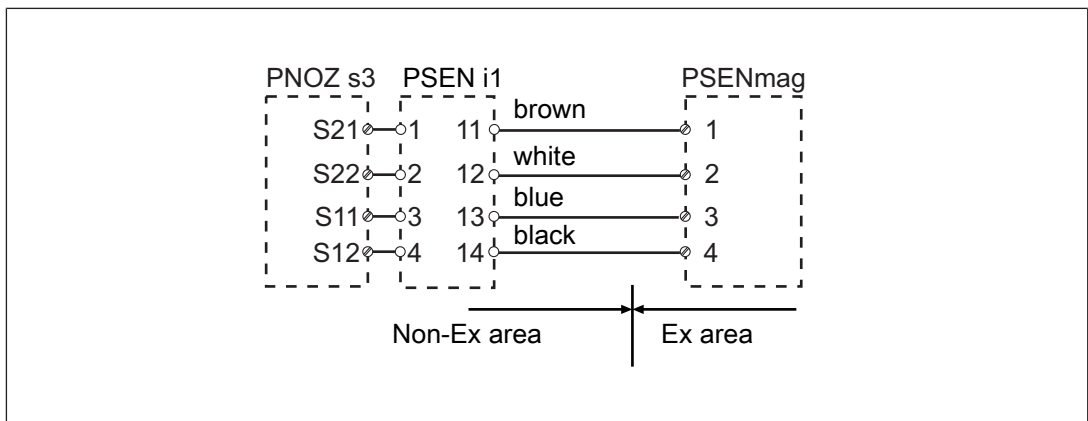 PNOZ s3 PSEN i1 PSENmag
brown
S21 1 11 1
white
S22 2 12 2
blue
S11 3 13 3
black
S12 4 14 4
Non-Ex area Ex area